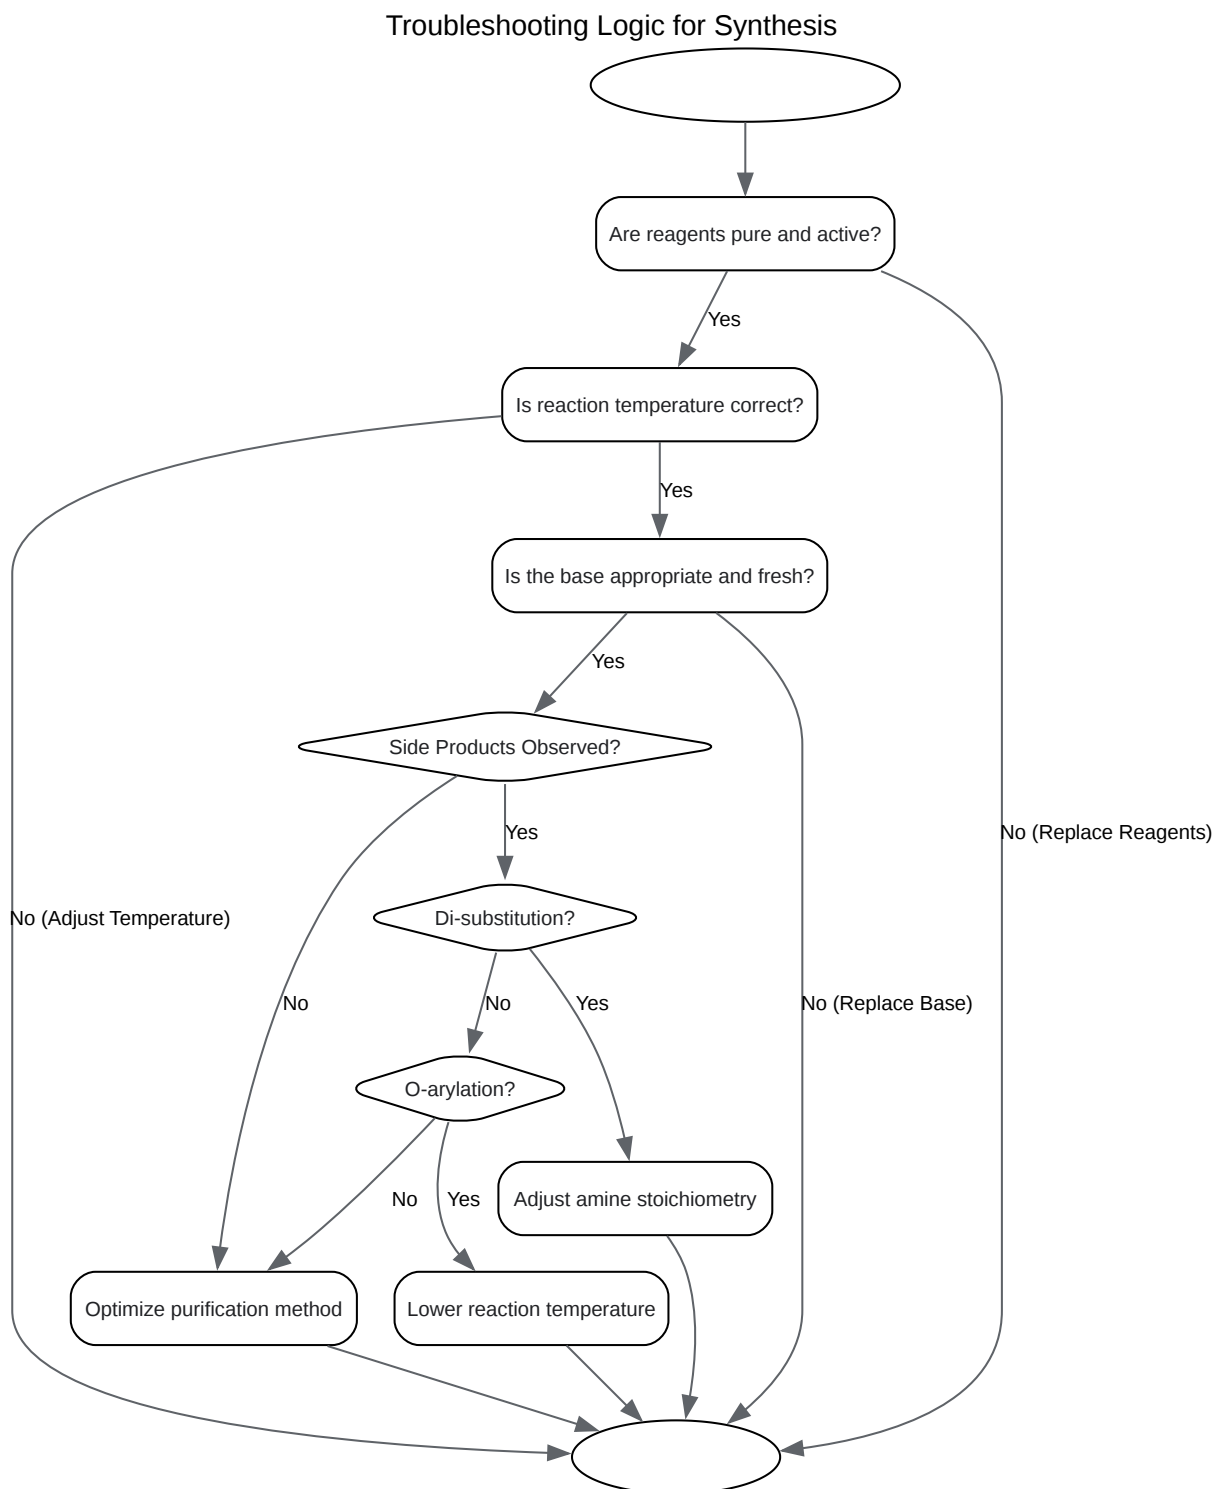 Troubleshooting Logic for Synthesis
Are reagents pure and active?
Yes
Is reaction temperature correct?
Yes
Is the base appropriate and fresh?
Yes
Side Products Observed?
Yes
No (Replace Reagents)
No (Adjust Temperature)
Di-substitution?
No
No
Yes
No (Replace Base)
O-arylation?
No
Yes
Adjust amine stoichiometry
Optimize purification method
Lower reaction temperature